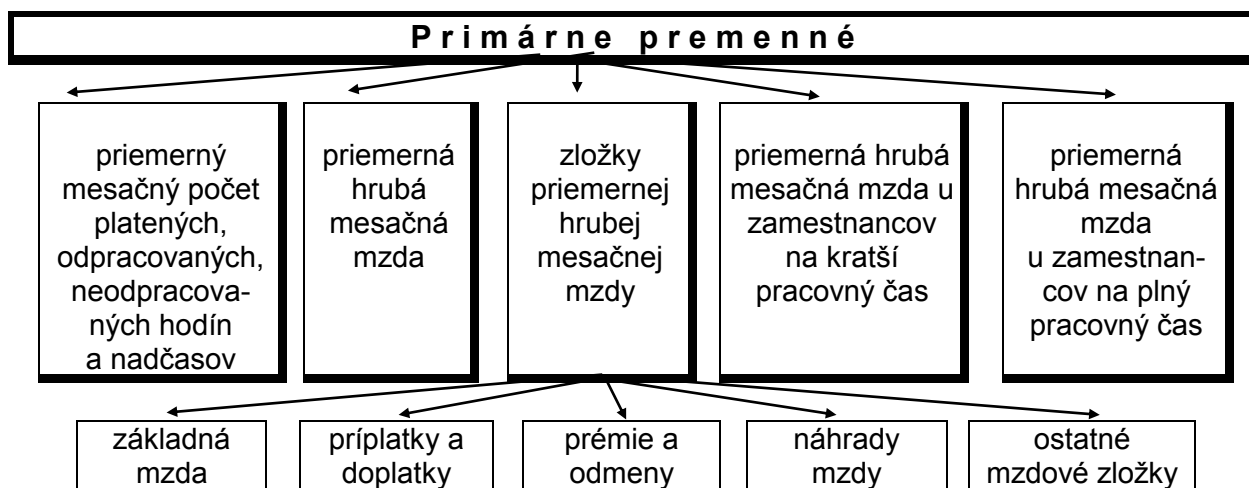 Primárne premenné
priemerný
mesačný počet
platených,
odpracovaných,
neodpracova-
ných hodín
a nadčasov
priemerná
hrubá
mesačná
mzda
zložky
priemernej
hrubej
mesačnej
mzdy
priemerná hrubá
mesačná mzda u
zamestnancov
na kratší
pracovný čas
priemerná
hrubá mesačná
mzda
u zamestnan-
cov na plný
pracovný čas
základná
mzda
príplatky a
doplatky
prémie a
odmeny
náhrady
mzdy
ostatné
mzdové zložky